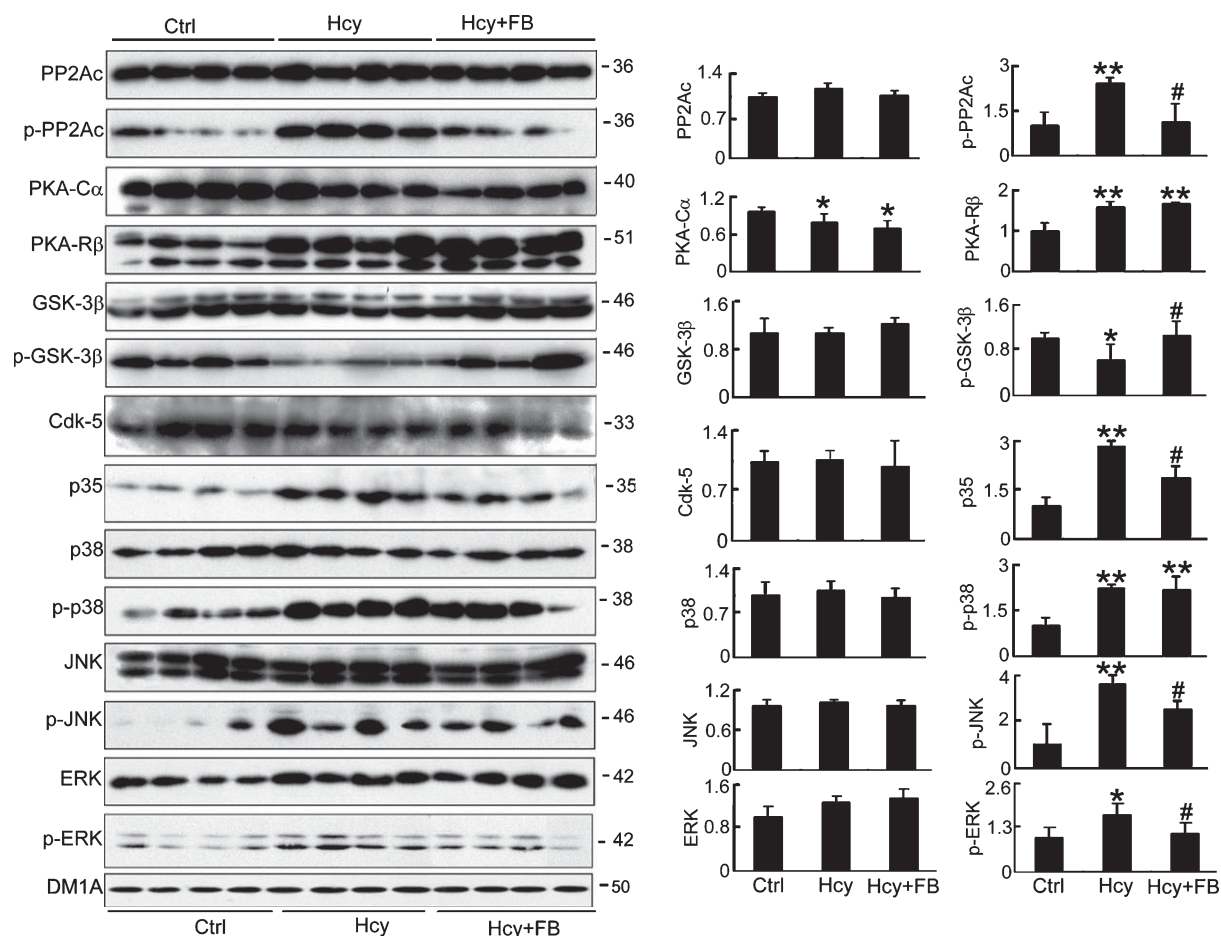 Ctrl Hcy Hcy+FB
PP2Ac -36
p-PP2Ac -36
PKA-Cα -40
PKA-Rβ -51
GSK-3β -46
p-GSK-3β -46
Cdk-5 -33
p35 -35
p38 -38
p-p38 -38
JNK -46
p-JNK -46
ERK -42
p-ERK -42
DM1A -50
Ctrl Hcy Hcy+FB
PP2Ac
1.4
0.7
0
p-PP2Ac
3
1.5
0
**
#
PKA-Cα
1.2
0.6
0
*
*
PKA-Rβ
2
1
0
**
**
GSK-3β
1.6
0.8
0
p-GSK-3β
1.6
0.8
0
*
#
Cdk-5
1.4
0.7
0
p35
3
1.5
0
**
#
p38
1.4
0.7
0
p-p38
3
1.5
0
**
**
JNK
1.2
0.6
0
p-JNK
4
2
0
**
#
ERK
1.6
0.8
0
Ctrl Hcy Hcy+FB
p-ERK
2.6
1.3
0
*
#
Ctrl Hcy Hcy+FB